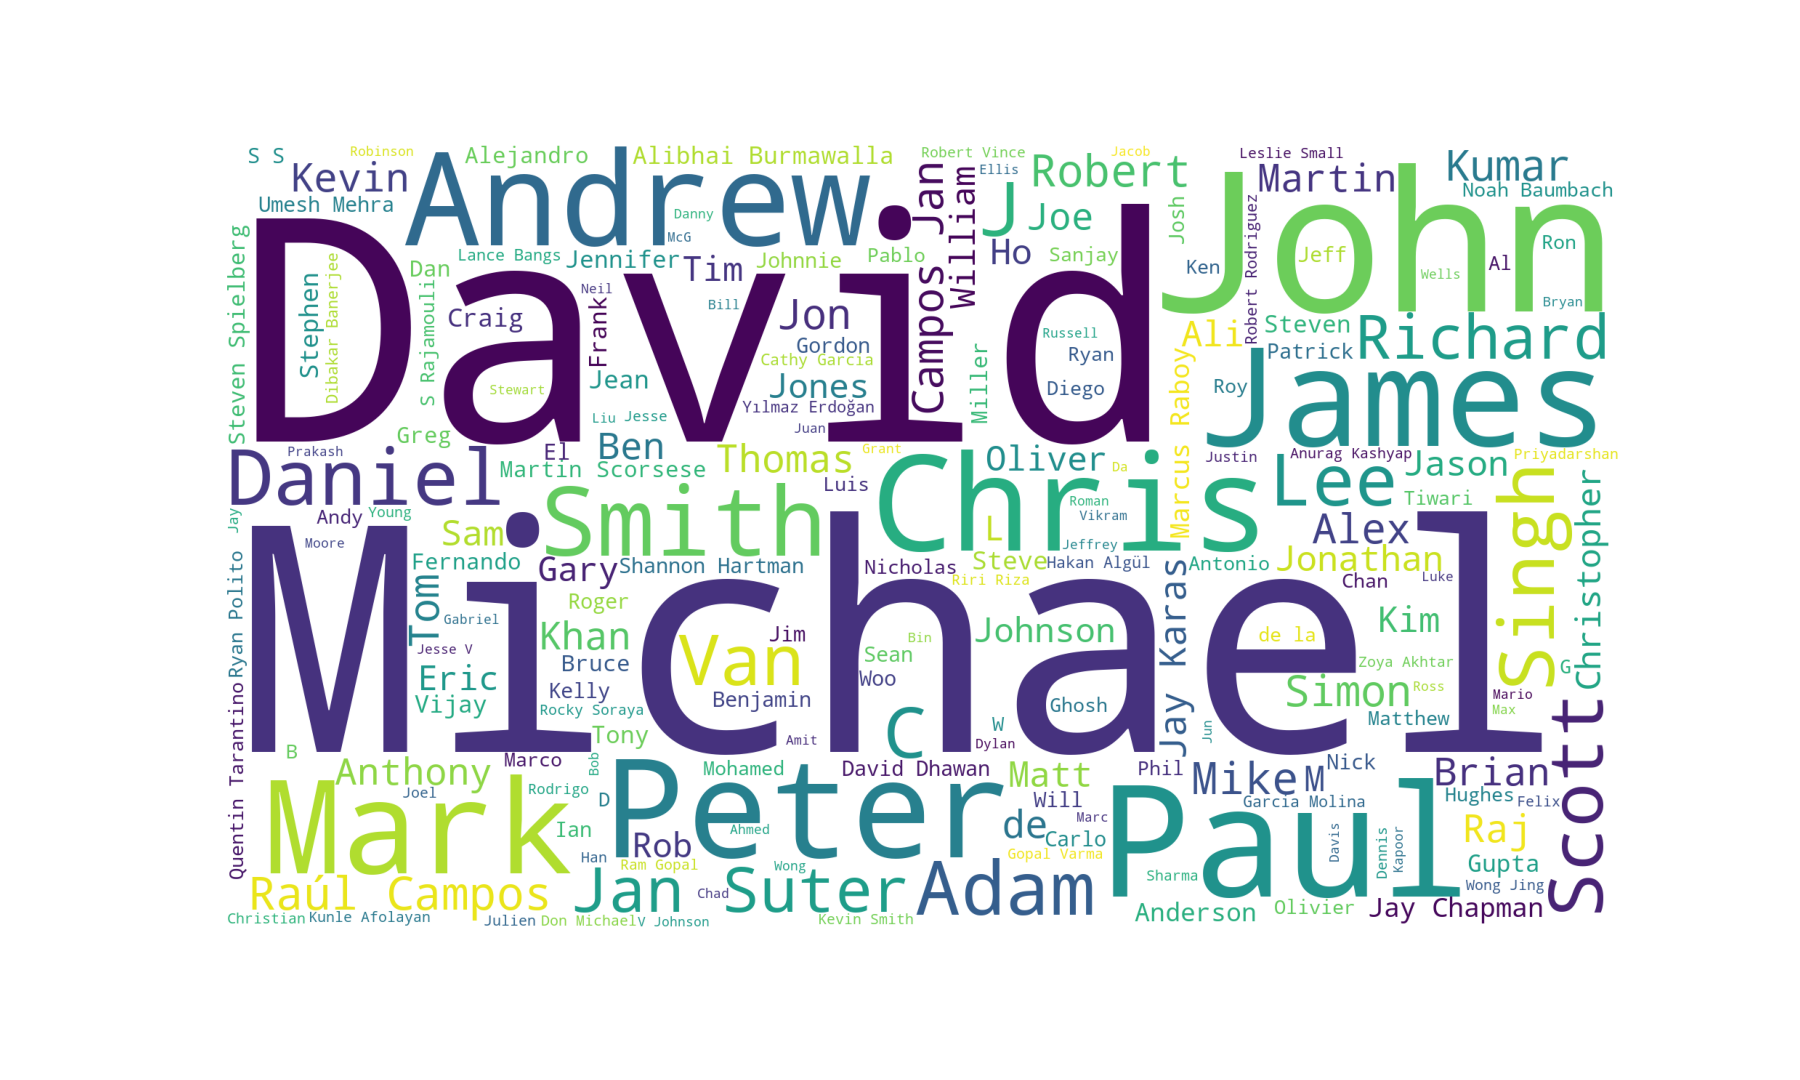 S S
Robinson
Alejandro
Alibhai Burmawalla
Robert Vince
Jacob
Leslie Small
Kevin
Andrew
Ellis
Robert
Martin
Kumar
Noah Baumbach
Umesh Mehra
Danny
McG
Campos Jan
William
J
Joe
Josh
Robert Rodriguez
John
Jeff
Ron
Steven Spielberg
Stephen
Dibakar Banerjee
Dan
Lance Bangs
Jennifer
Tim
Johnnie
Pablo
Ho
Sanjay
Ken
Wells
Al
Bryan
David
S Rajamouli
Craig
Neil
Frank
Bill
Jon
Gordon
Russell
Ryan
Ali
Steven
Patrick
Richard
Stewart
Jean
Cathy Garcia
Jones
Miller
Diego
Marcus Raboy
Roy
James
Liu
Jesse
Yılmaz Erdoğan
Juan
Greg
Prakash
El
Ben
Thomas
Grant
Oliver
Da
Justin
Anurag Kashyap
Jason
Priyadarshan
Daniel
Martin Scorsese
Luis
Chris
Roman
Vikram
Lee
Tiwari
Singh
Christopher
Jay
Young
Andy
Moore
Sam
Smith
L
Jeffrey
Alex
Ryan Polito
Fernando
Gary
Shannon Hartman
Nicholas
Steve
Riri Riza
Hakan Algül
Antonio
Jonathan
Chan
Luke
Michael
Tom
Gabriel
Roger
Khan
Jim
Bin
Johnson
Jay Karas
de la
Kim
Jesse V
Bruce
Van
Sean
Zoya Akhtar
G
Eric
Kelly
Woo
Simon
Ross
Mario
Vijay
Rocky Soraya
Benjamin
Ghosh
Matthew
Max
Quentin Tarantino
B
Tony
Amit
C
W
Dylan
Jun
Scott
Marco
Bob
Mohamed
David Dhawan
Matt
Phil
Mike
M
Nick
Brian
Anthony
Joel
Rodrigo
D
Peter
Will
Marc
Paul
Garcia Molina
Hughes
Felix
Mark
Ian
Ahmed
de
Carlo
Davis
Dennis
Kapoor
Raj
Han
Rob
Ram Gopal
Wong
Gopal Varma
Sharma
Gupta
Wong Jing
Raúl Campos
Jan
Chad
Suter
Adam
Christian
Kunle Afolayan
Julien
Don Michael
V Johnson
Kevin Smith
Anderson
Olivier
Jay Chapman